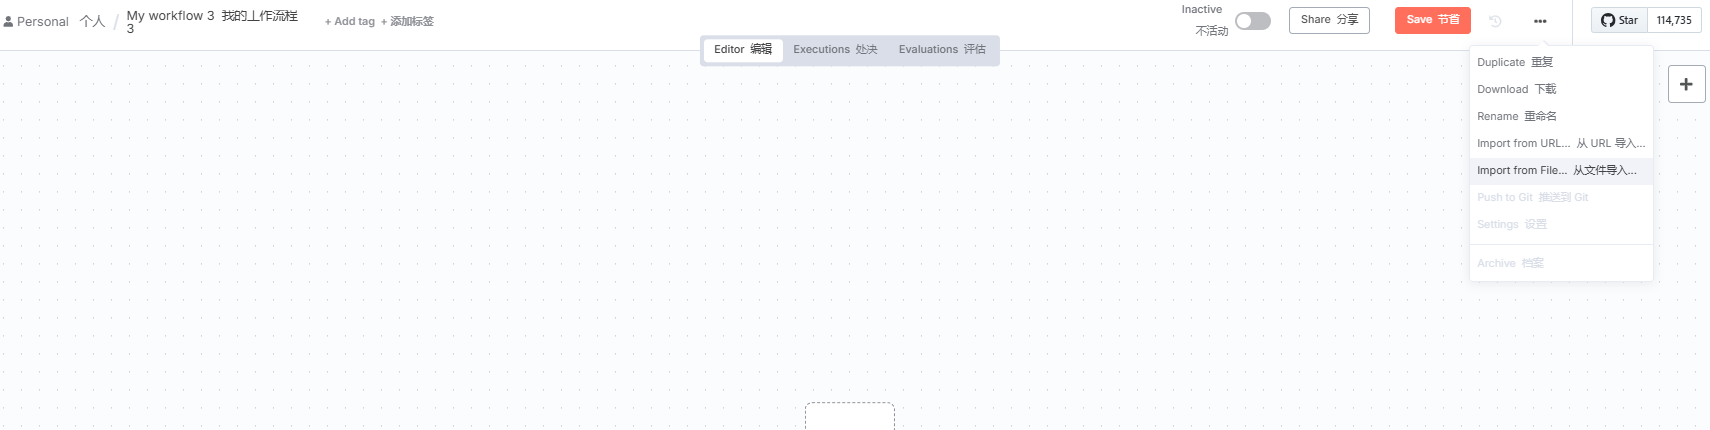 Personal 个人 / My workflow 3 我的工作流程
3
+ Add tag + 添加标签
Inactive
不活动
Share 分享
Save 节省
•••
Star 114,735
Editor 编辑 Executions 处决 Evaluations 评估
Duplicate 重复
Download 下载
Rename 重命名
Import from URL... 从 URL 导入...
Import from File... 从文件导入...
Push to Git 推送到 Git
Settings 设置
Archive 档案